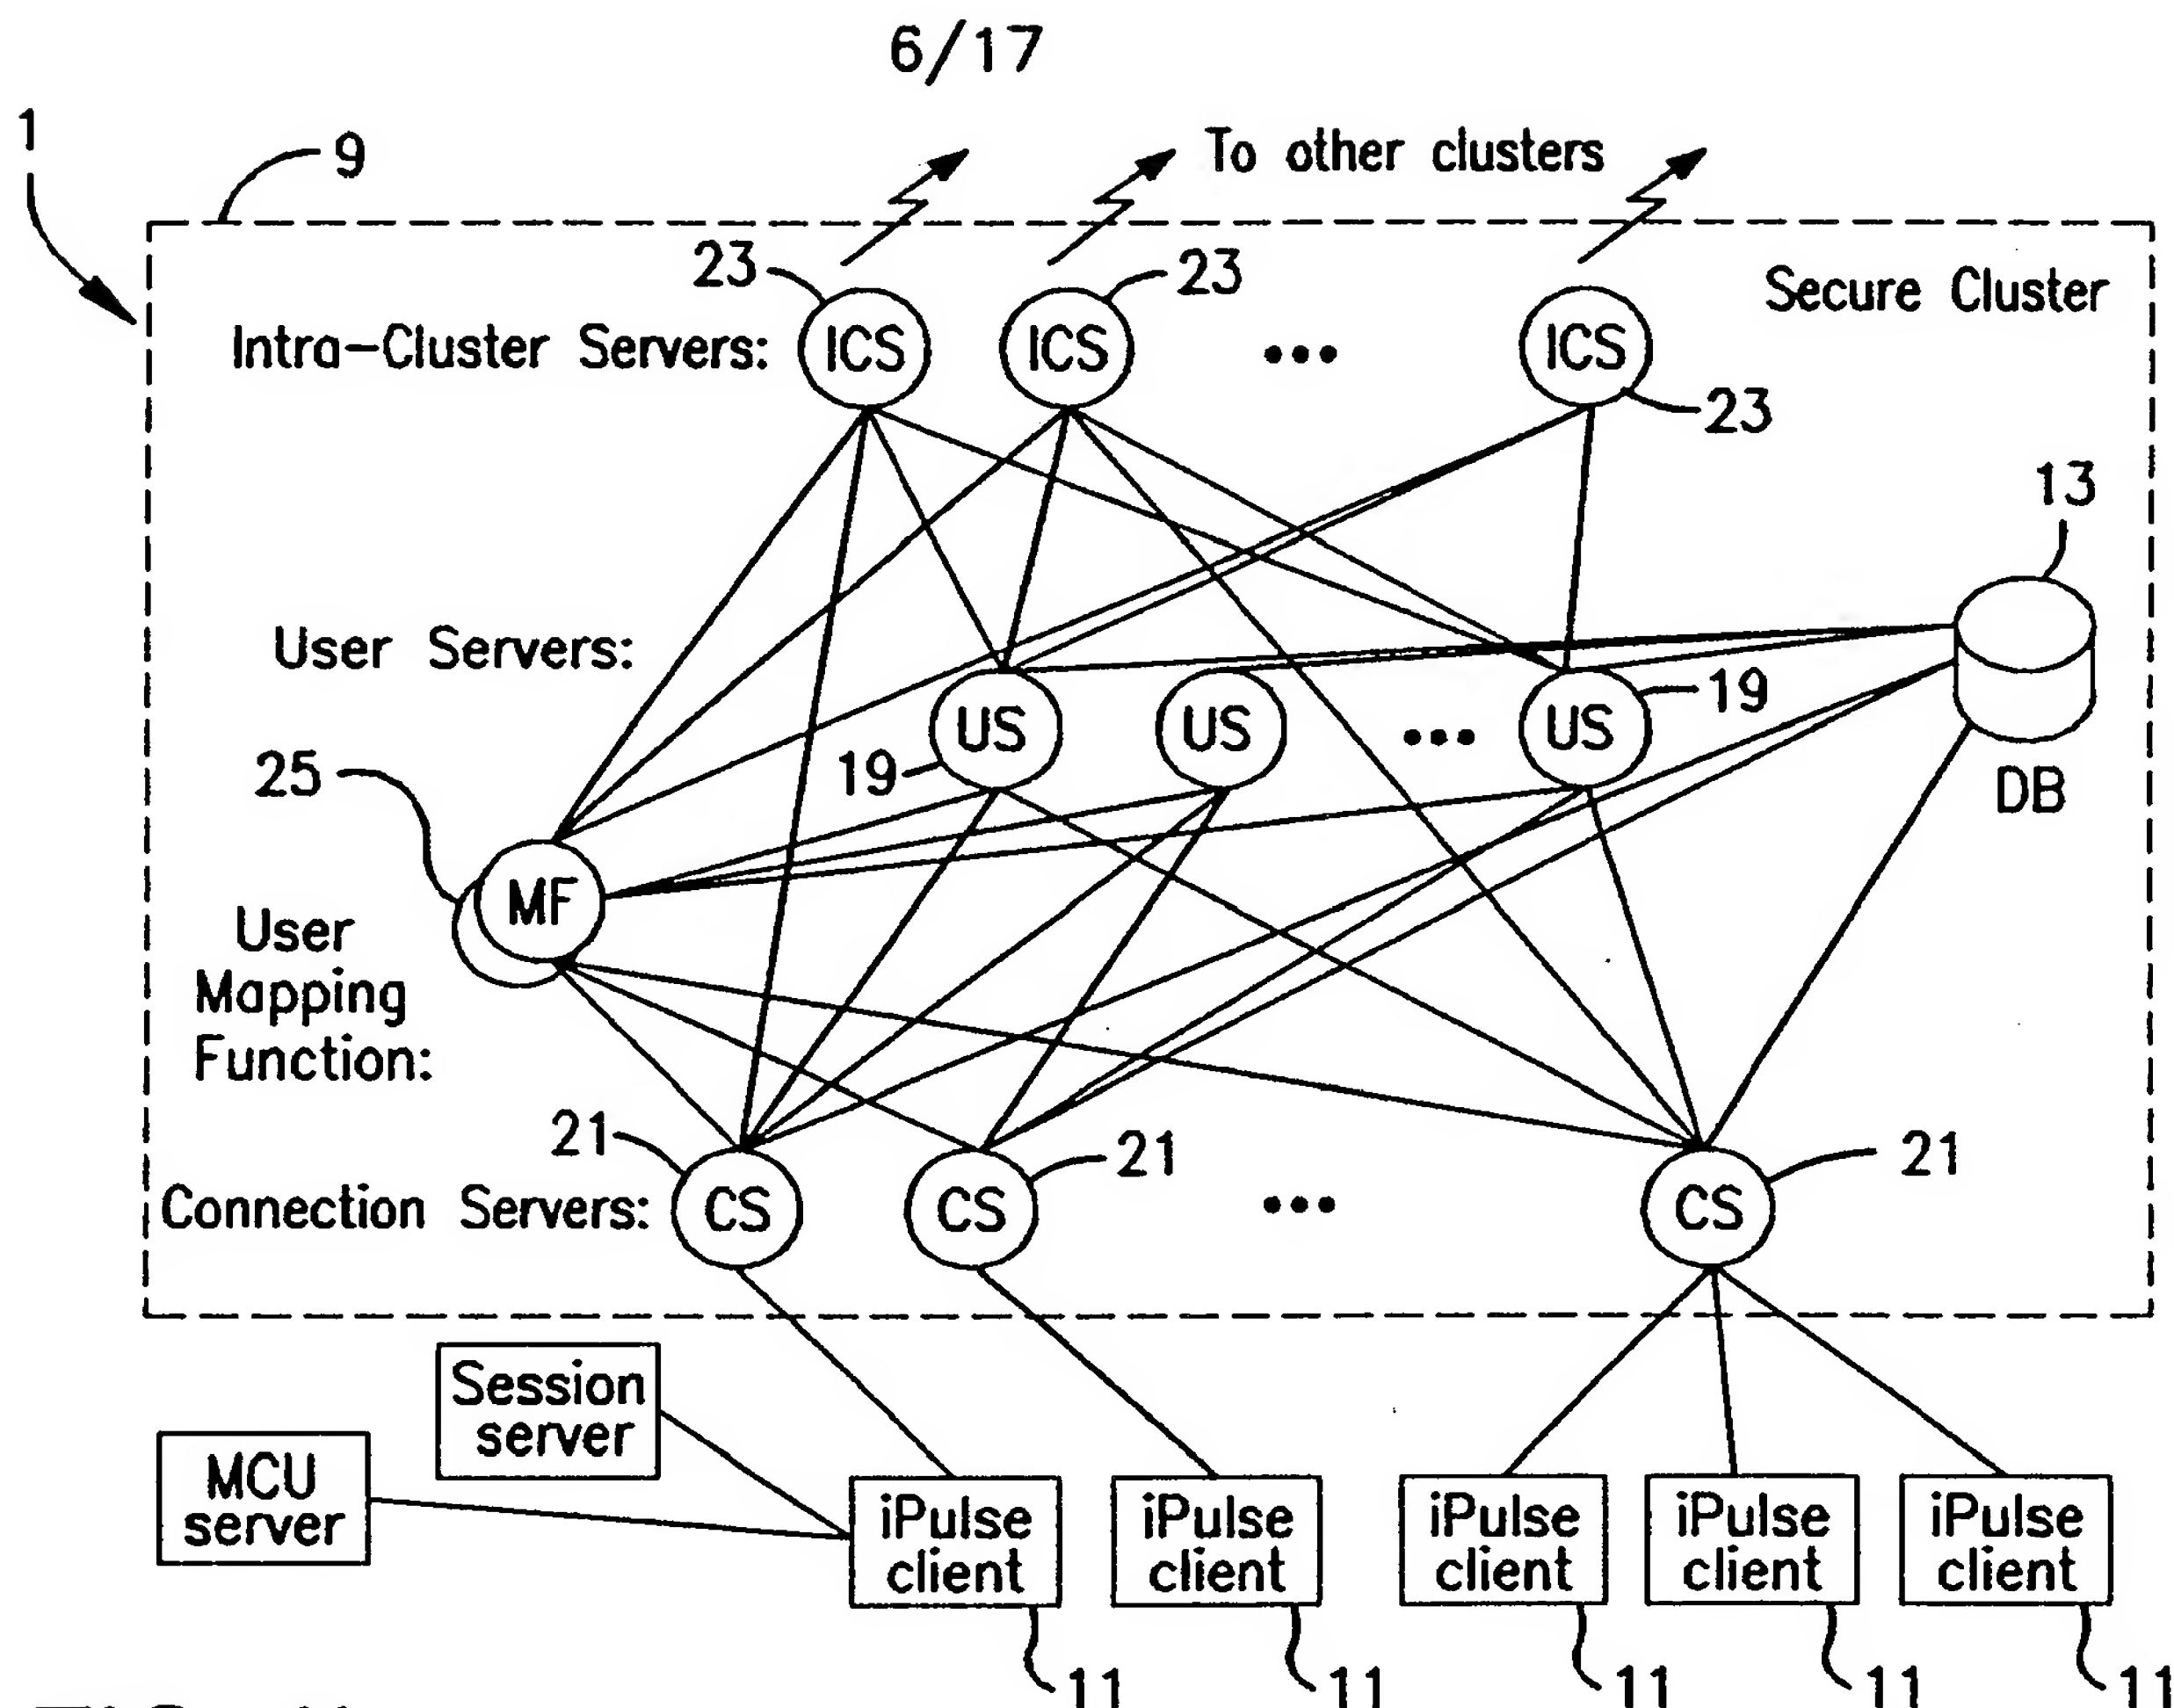 6/17
1
9
To other clusters
23
23
Secure Cluster
Intra-Cluster Servers:
ICS
ICS
•••
ICS
23
13
User Servers:
US
US
•••
US
19
19
25
DB
MF
User
Mapping
Function:
21
21
21
Connection Servers:
CS
CS
•••
CS
Session
server
MCU
server
iPulse
client
iPulse
client
iPulse
client
iPulse
client
iPulse
client
11
11
11
11
11